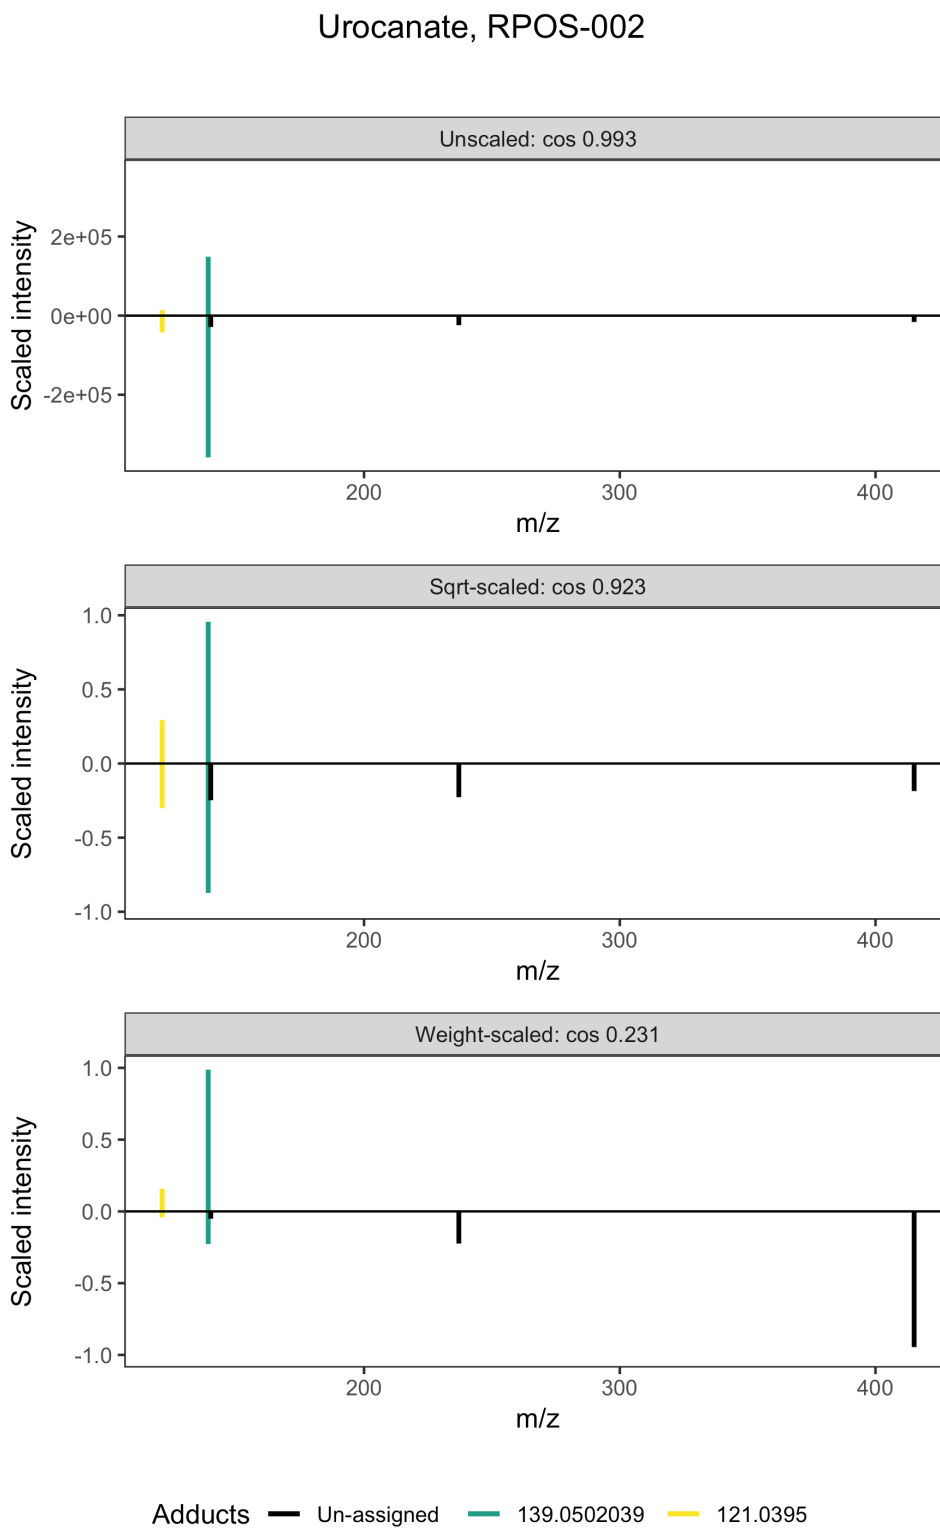 Urocanate, RPOS-002
Unscaled: cos 0.993
Scaled intensity
2e+05
0e+00
-2e+05
200 300 400
m/z
Sqrt-scaled: cos 0.923
Scaled intensity
1.0
0.5
0.0
-0.5
-1.0
200 300 400
m/z
Weight-scaled: cos 0.231
Scaled intensity
1.0
0.5
0.0
-0.5
-1.0
200 300 400
m/z
Adducts Un-assigned 139.0502039 121.0395